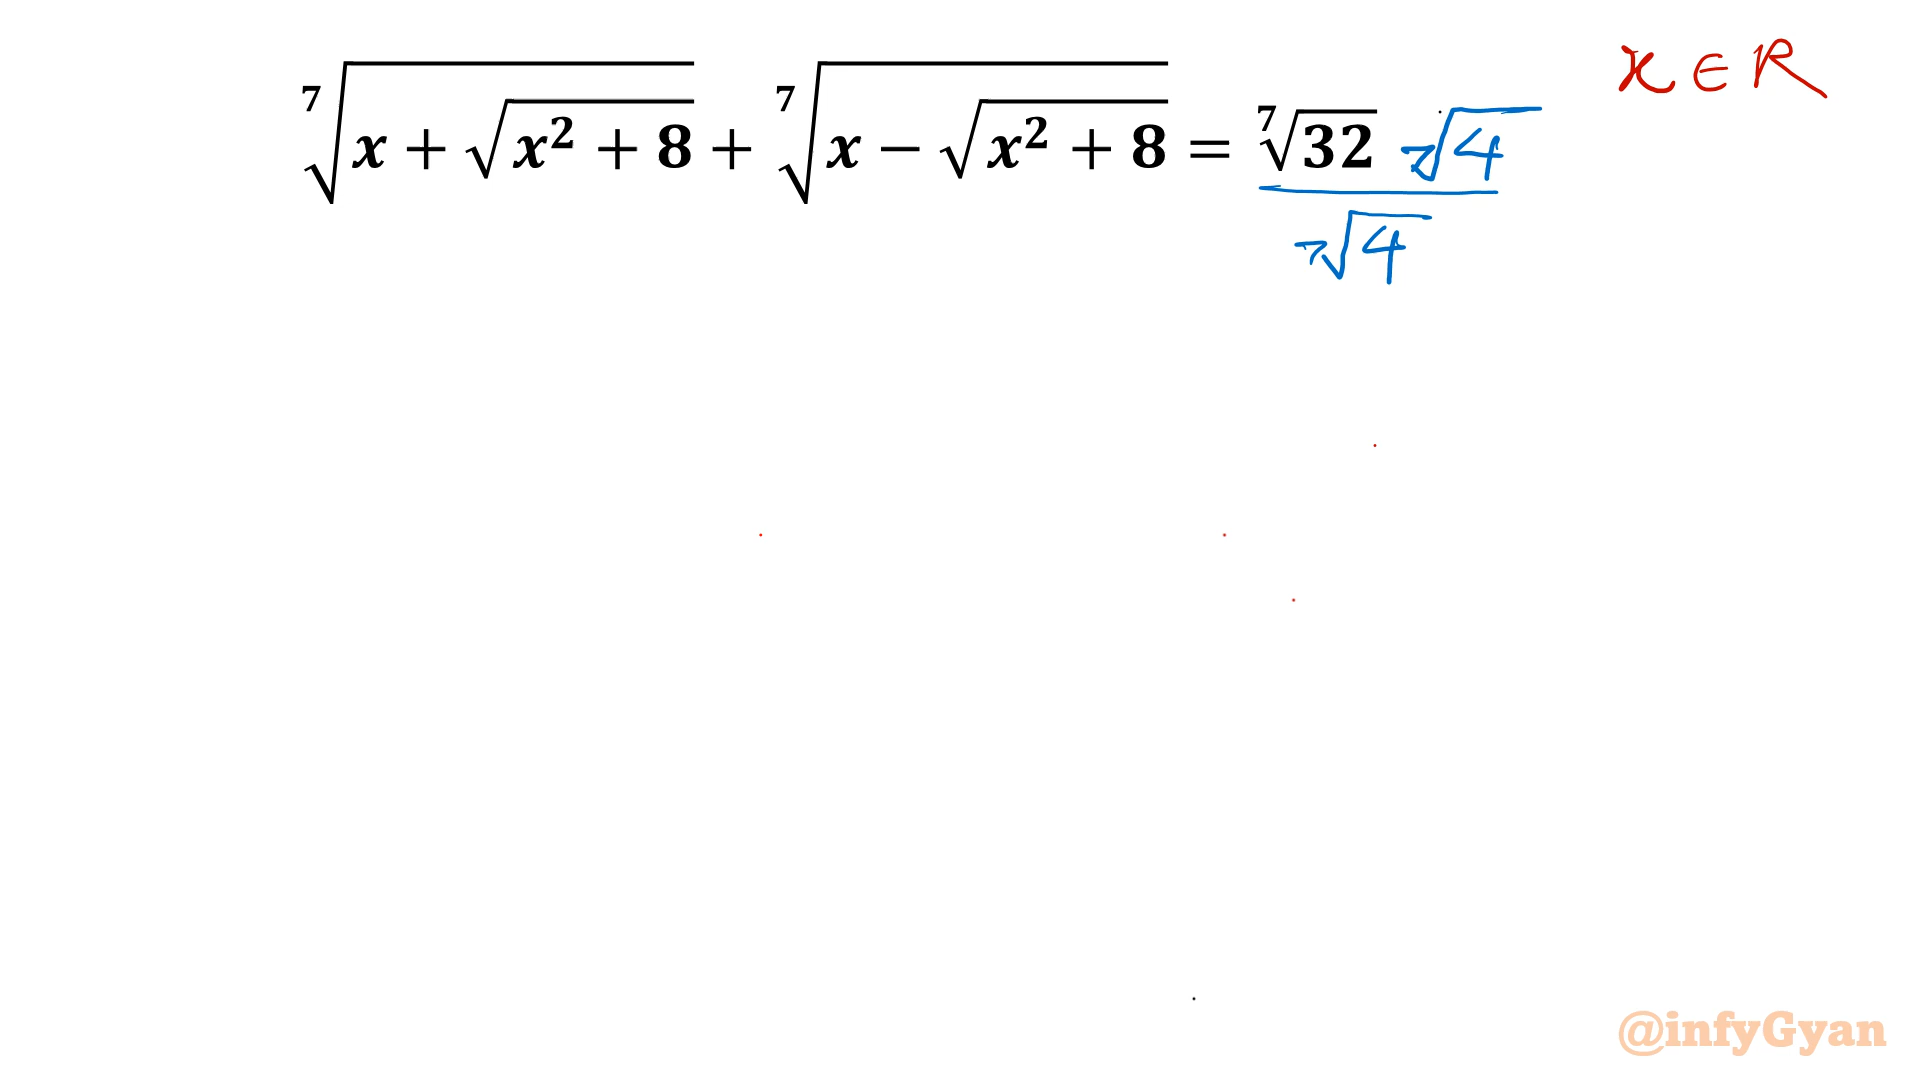 ⁷√(x + √(x² + 8)) + ⁷√(x − √(x² + 8)) = ⁷√32 ⁷√4 / ⁷√4
x ∈ R
@infyGyan